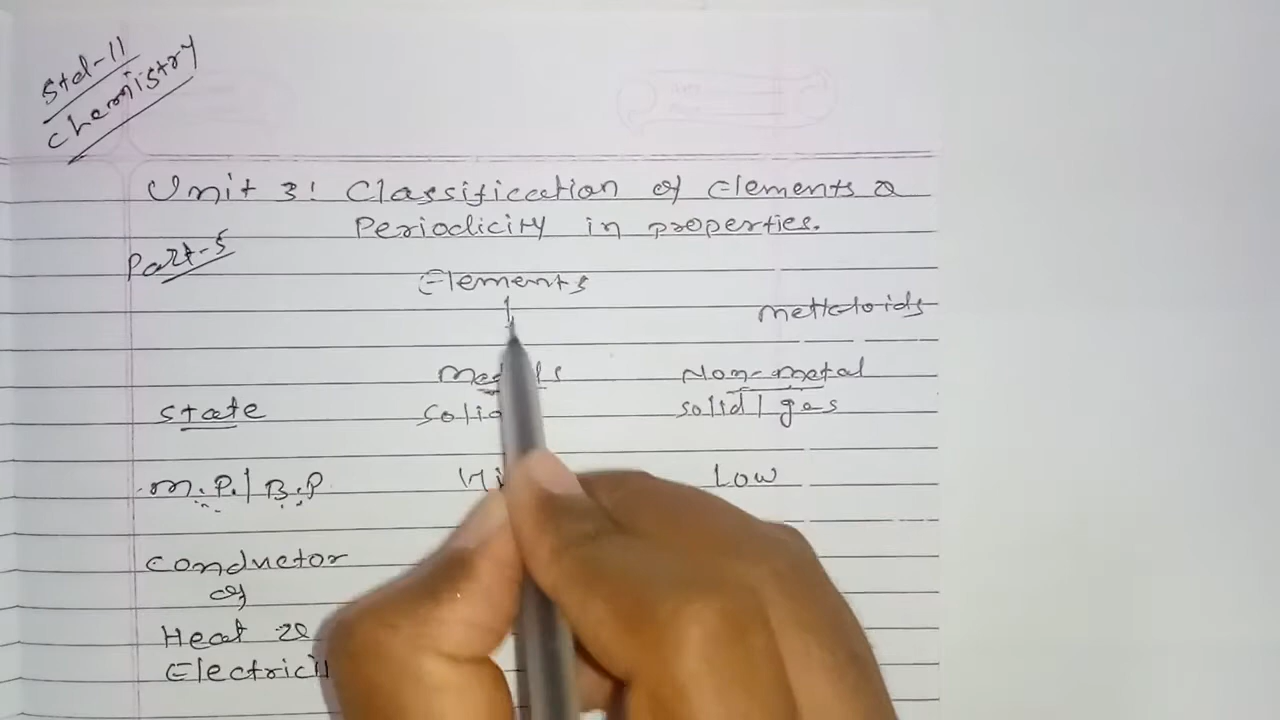 Std-11
Chemistry
Unit 3: Classification of Elements &
Periodicity in properties.
Part-5
Elements
Mettoloids
Non-metal
State solid/gas
M.P./B.P Low
Conductor
of
Heat &